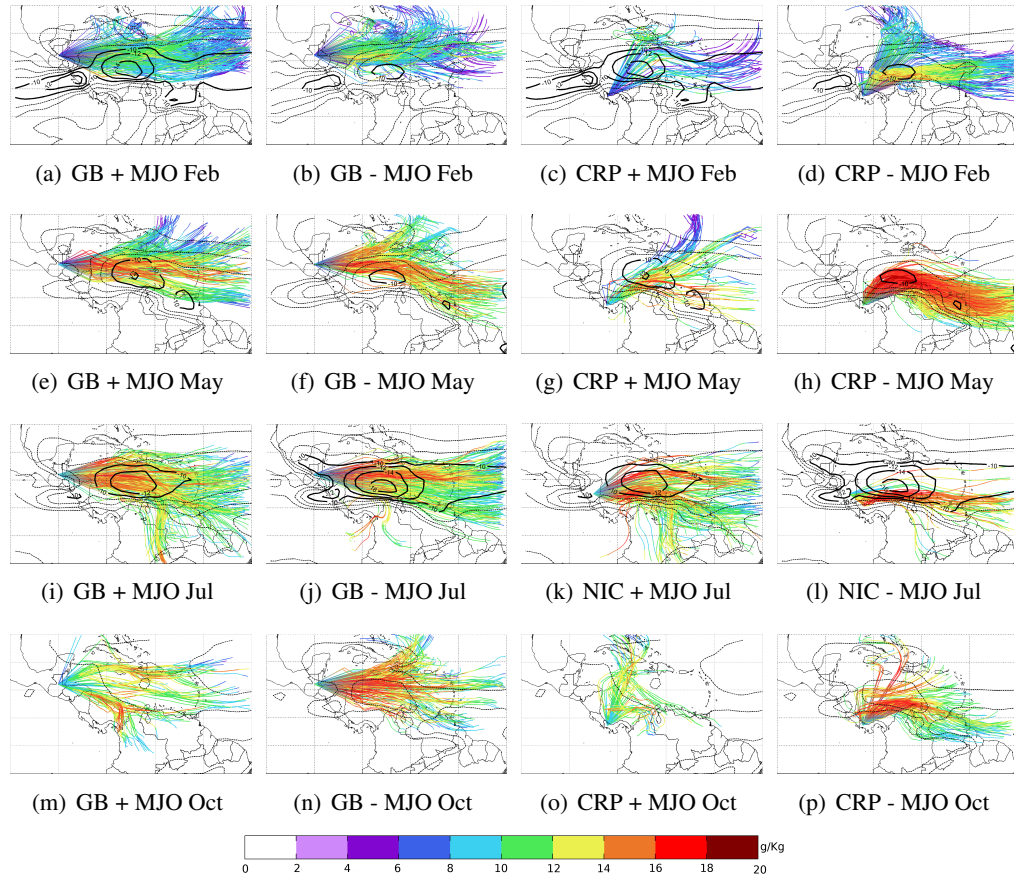 (a) GB + MJO Feb (b) GB - MJO Feb (c) CRP + MJO Feb (d) CRP - MJO Feb
(e) GB + MJO May (f) GB - MJO May (g) CRP + MJO May (h) CRP - MJO May
(i) GB + MJO Jul (j) GB - MJO Jul (k) NIC + MJO Jul (l) NIC - MJO Jul
(m) GB + MJO Oct (n) GB - MJO Oct (o) CRP + MJO Oct (p) CRP - MJO Oct
g/Kg
0 2 4 6 8 10 12 14 16 18 20